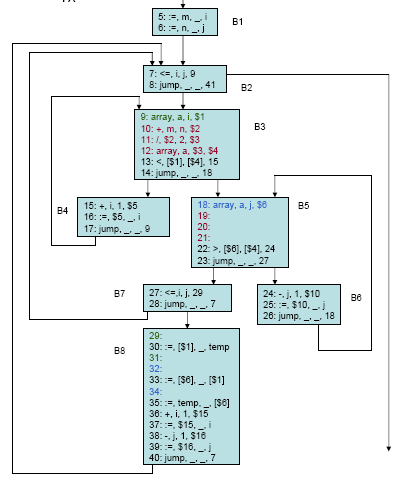 5: :=, m, _, i
6: :=, n, _, j
B1
7: <=, i, j, 9
8: jump, _, _, 41
B2
9: array, a, i, $1
10: +, m, n, $2
11: /, $2, 2, $3
12: array, a, $3, $4
13: <, [$1], [$4], 15
14: jump, _, _, 18
B3
B4
15: +, i, 1, $5
16: :=, $5, _, i
17: jump, _, _, 9
18: array, a, j, $6
19:
20:
21:
22: >, [$6], [$4], 24
23: jump, _, _, 27
B5
B7
27: <=,i, j, 29
28: jump, _, _, 7
24: -, j, 1, $10
25: :=, $10, _, j
26: jump, _, _, 18
B6
B8
29:
30: :=, [$1], _, temp
31:
32:
33: :=, [$6], _, [$1]
34:
35: :=, temp, _, [$6]
36: +, i, 1, $15
37: :=, $15, _, i
38: -, j, 1, $16
39: :=, $16, _, j
40: jump, _, _, 7